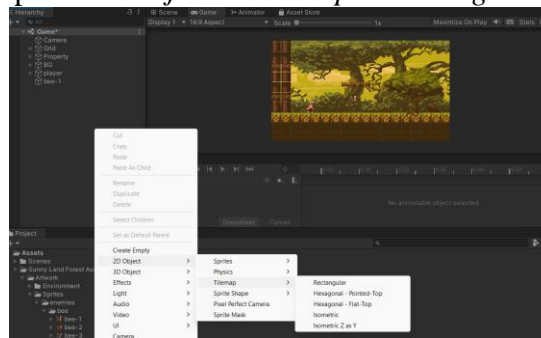 Hierarchy
Scene Game Animator Asset Store
Display 1 16:9 Aspect Scale 1x Maximize On Play Stats
All
Game*
Camera
Grid
Property
BG
player
bee-1
Cut
Copy
Paste
Paste As Child
Rename
Duplicate
Delete
Select Children
Set as Default Parent
Create Empty
2D Object
3D Object
Effects
Light
Audio
Video
UI
Camera
Sprites
Physics
Tilemap
Sprite Shape
Pixel Perfect Camera
Sprite Mask
Rectangular
Hexagonal - Pointed-Top
Hexagonal - Flat-Top
Isometric
Isometric Z as Y
No animatable object selected.
Dopesheet Curves
Project
Assets
Scenes
Sunny Land Forest
Artwork
Environment
Sprites
enemies
bee
bee-1
bee-2
bee-3